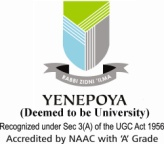 RABBI ZIDNI 'ILMA
YENEPOYA
(Deemed to be University)
Recognized under Sec 3(A) of the UGC Act 1956
Accredited by NAAC with 'A' Grade